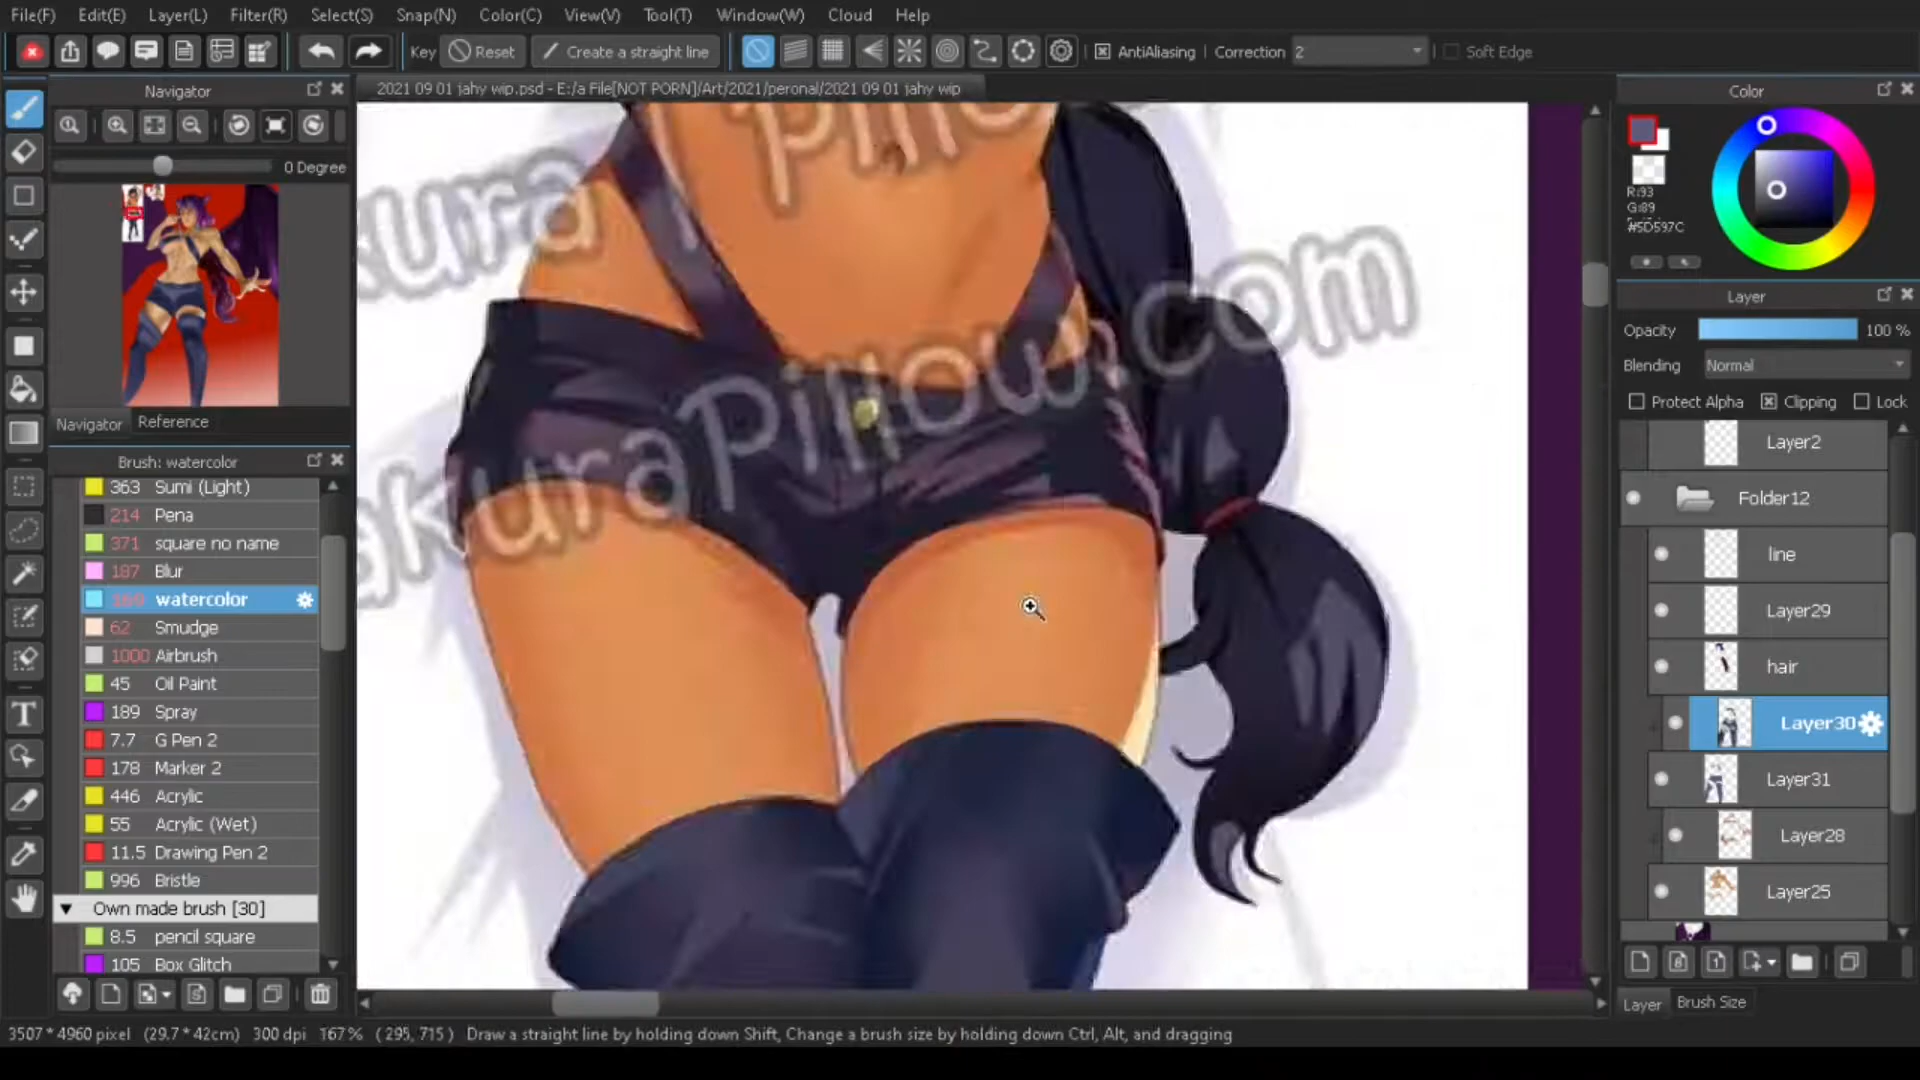 File(F) Edit(E) Layer(L) Filter(R) Select(S) Snap(N) Color(C) View(V) Tool(T) Window(W) Cloud Help
Key Reset Create a straight line AntiAliasing Correction 2 Soft Edge
Navigator
2021 09 01 jahy wip.psd - E:/a File[NOT PORN]/Art/2021/peronal/2021 09 01 jahy wip
0 Degree
Navigator Reference
Brush: watercolor
363 Sumi (Light)
214 Pena
371 square no name
187 Blur
160 watercolor
62 Smudge
1000 Airbrush
45 Oil Paint
189 Spray
7.7 G Pen 2
178 Marker 2
446 Acrylic
55 Acrylic (Wet)
11.5 Drawing Pen 2
996 Bristle
Own made brush [30]
8.5 pencil square
105 Box Glitch
kura Pillo
akuraPillow.com
Color
R:93
G:89
#5D597C
Layer
Opacity 100 %
Blending Normal
Protect Alpha Clipping Lock
Layer2
Folder12
line
Layer29
hair
Layer30
Layer31
Layer28
Layer25
8 1
Layer Brush Size
3507 * 4960 pixel (29.7 * 42cm) 300 dpi 167 % ( 295, 715 ) Draw a straight line by holding down Shift, Change a brush size by holding down Ctrl, Alt, and dragging